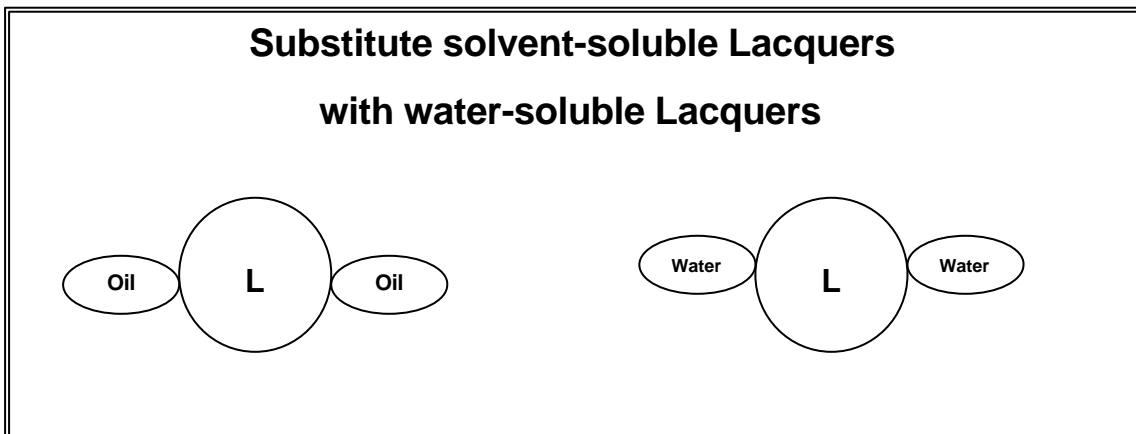 Substitute solvent-soluble Lacquers
with water-soluble Lacquers
Oil L Oil Water L Water